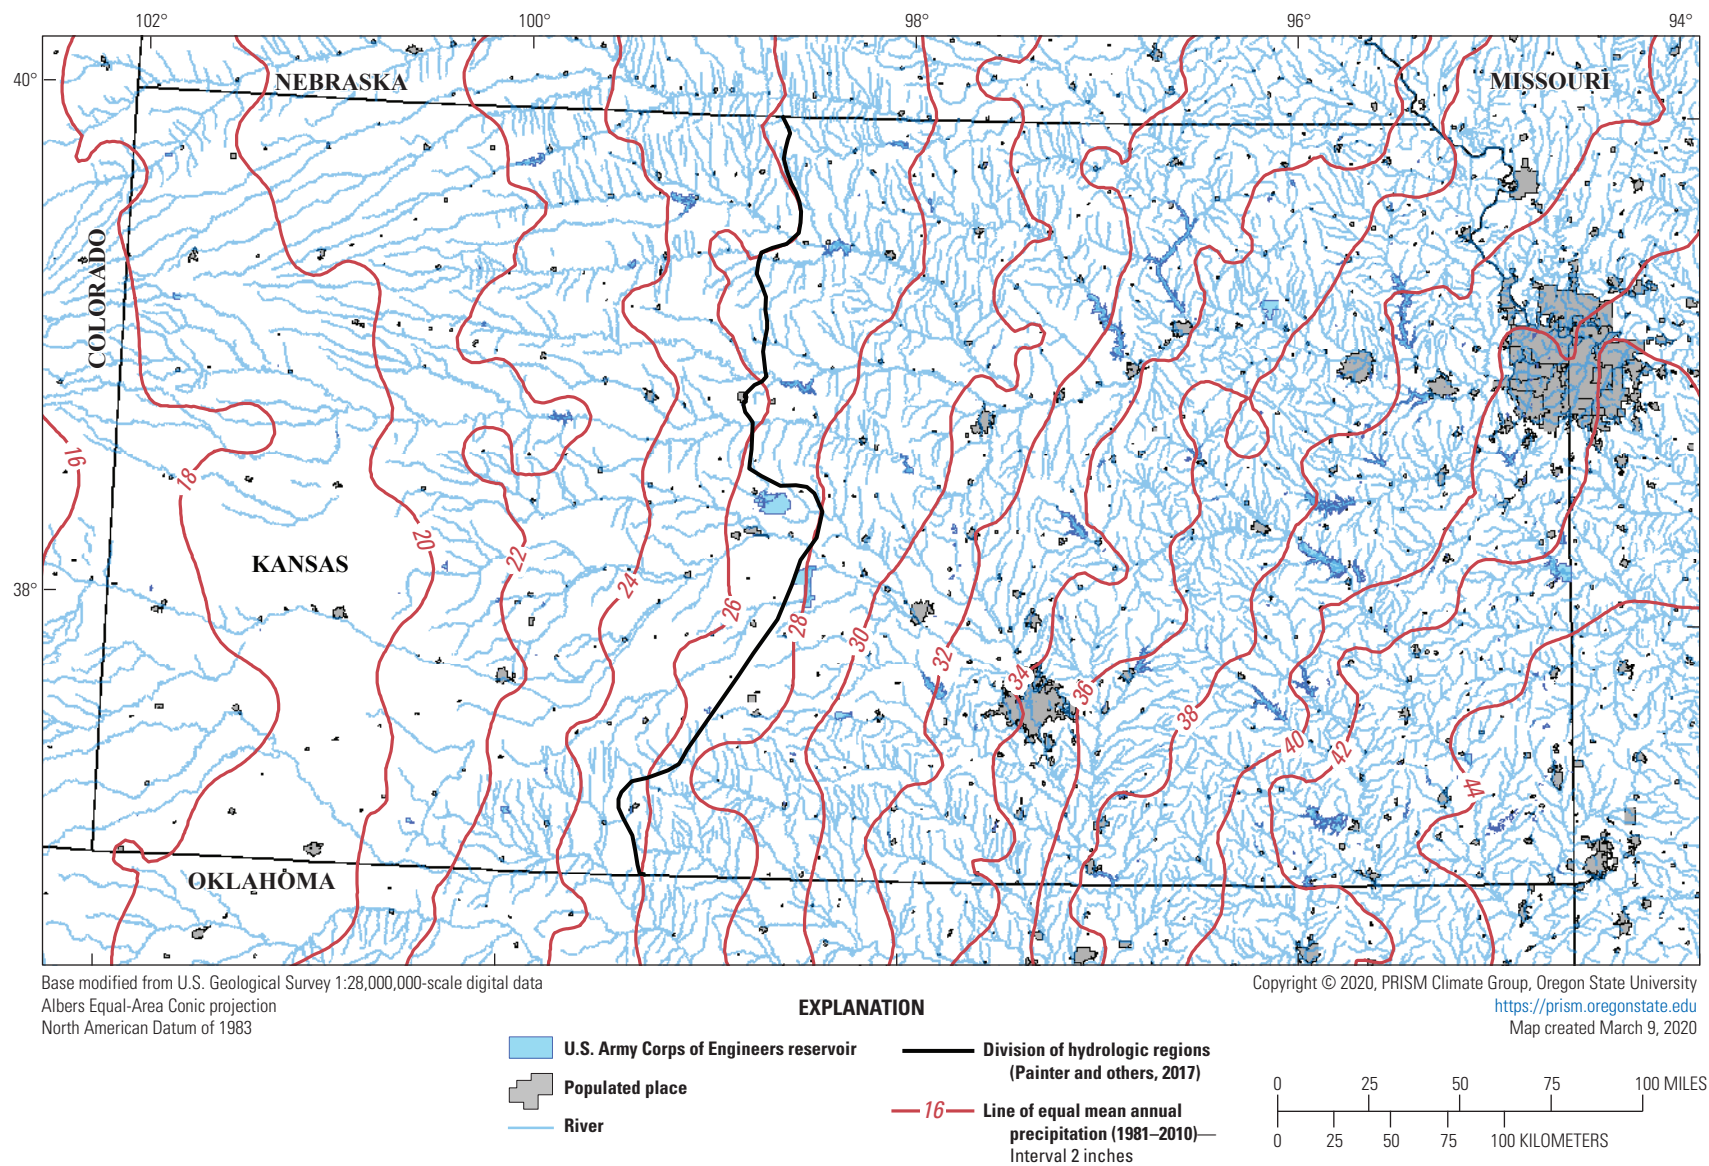 102°
100°
98°
96°
94°
40°
NEBRASKA
MISSOURI
COLORADO
16
18
20
22
24
26
28
30
32
34
36
38
40
42
44
KANSAS
38°
OKLAHOMA
Base modified from U.S. Geological Survey 1:28,000,000-scale digital data
Albers Equal-Area Conic projection
North American Datum of 1983
Copyright © 2020, PRISM Climate Group, Oregon State University
https://prism.oregonstate.edu
Map created March 9, 2020
EXPLANATION
U.S. Army Corps of Engineers reservoir
Populated place
River
Division of hydrologic regions
(Painter and others, 2017)
16
Line of equal mean annual
precipitation (1981–2010)—
Interval 2 inches
0 25 50 75 100 MILES
0 25 50 75 100 KILOMETERS